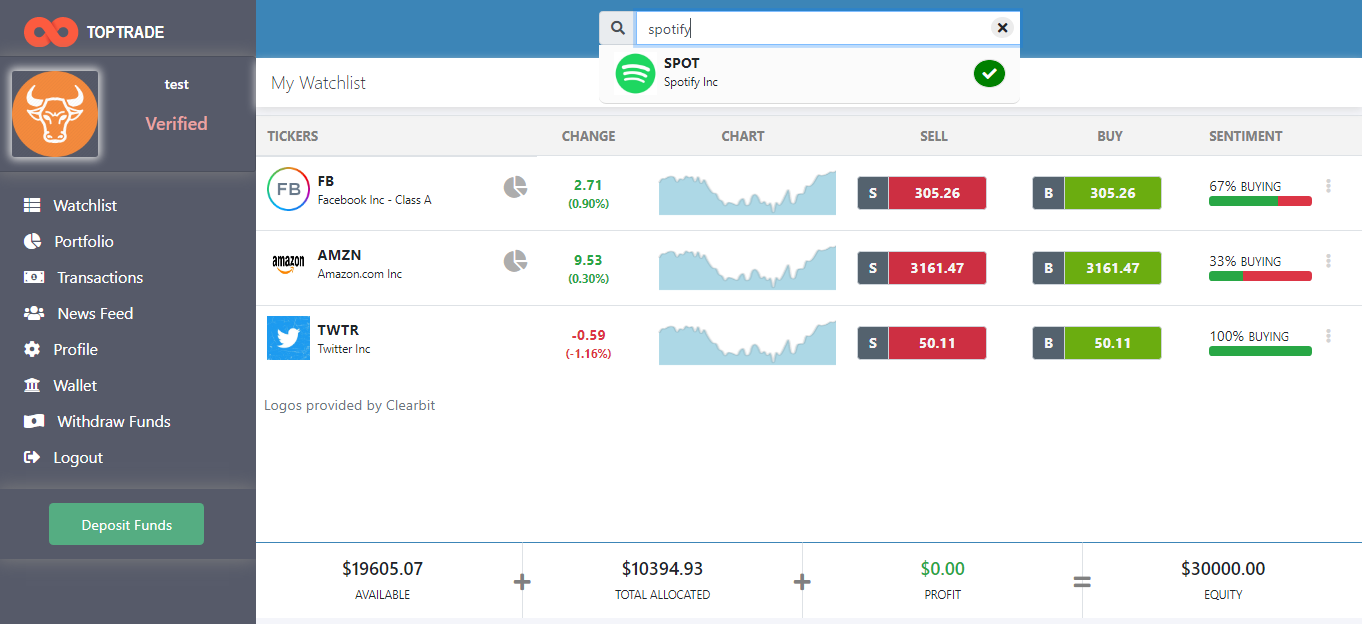 TOPTRADE
test
Verified
Watchlist
Portfolio
Transactions
News Feed
Profile
Wallet
Withdraw Funds
Logout
Deposit Funds
spotify
SPOT
Spotify Inc
My Watchlist
TICKERS CHANGE CHART SELL BUY SENTIMENT
FB
FB
Facebook Inc - Class A
2.71
(0.90%)
S 305.26
B 305.26
67% BUYING
amazon
AMZN
Amazon.com Inc
9.53
(0.30%)
S 3161.47
B 3161.47
33% BUYING
TWTR
Twitter Inc
-0.59
(-1.16%)
S 50.11
B 50.11
100% BUYING
Logos provided by Clearbit
$19605.07 + $10394.93 + $0.00 = $30000.00
AVAILABLE TOTAL ALLOCATED PROFIT EQUITY